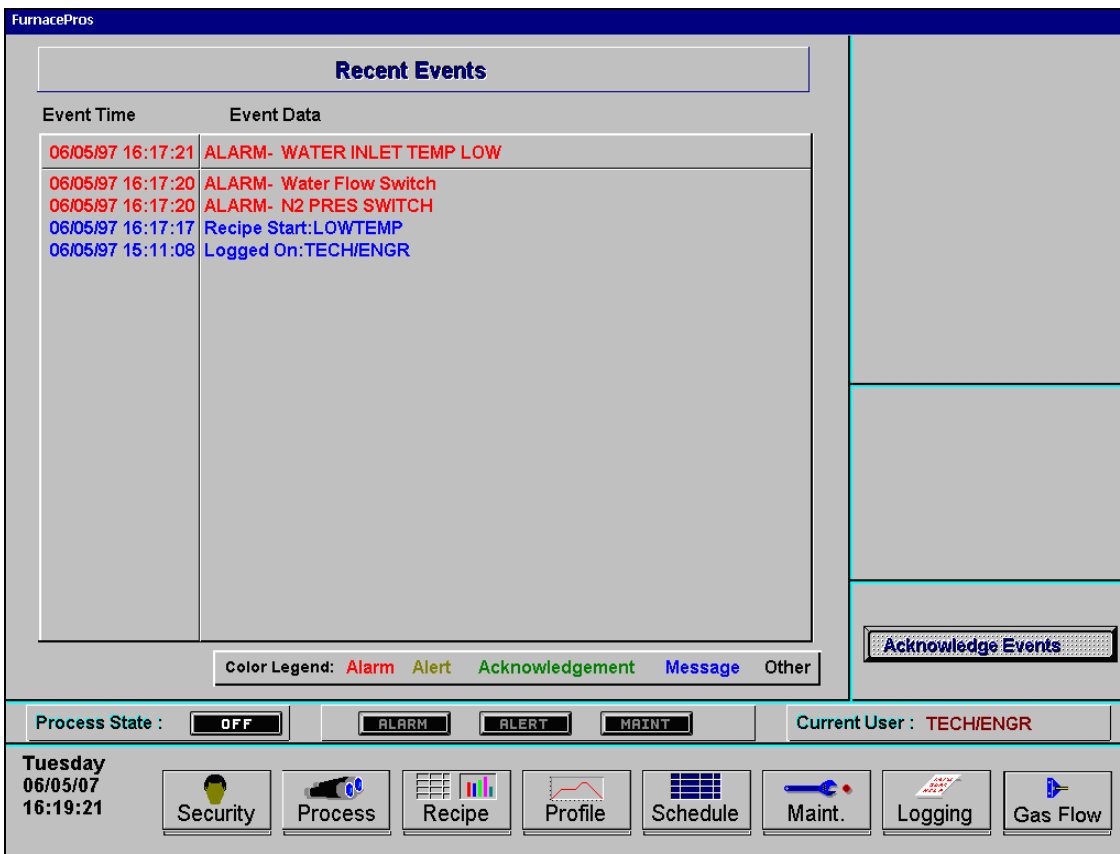 FurnacePros
Recent Events
Event Time Event Data
06/05/97 16:17:21 ALARM- WATER INLET TEMP LOW
06/05/97 16:17:20 ALARM- Water Flow Switch
06/05/97 16:17:20 ALARM- N2 PRES SWITCH
06/05/97 16:17:17 Recipe Start:LOWTEMP
06/05/97 15:11:08 Logged On:TECH/ENGR
Acknowledge Events
Color Legend: Alarm Alert Acknowledgement Message Other
Process State : OFF ALARM ALERT MAINT Current User : TECH/ENGR
Tuesday
06/05/07
16:19:21
Security Process Recipe Profile Schedule Maint. Logging Gas Flow